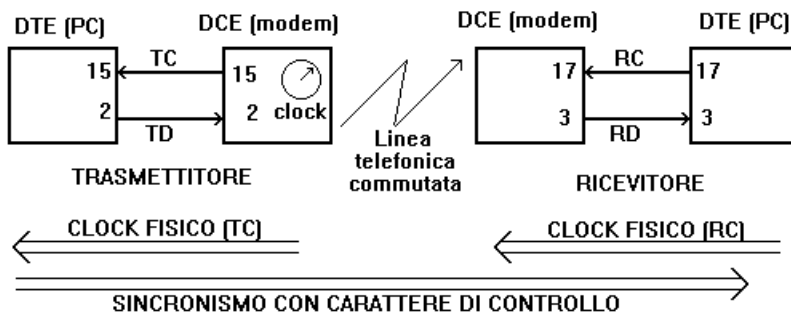 DTE (PC)
DCE (modem)
DCE (modem)
DTE (PC)
15
TC
15
clock
2
TD
2
Linea
telefonica
commutata
17
RC
17
3
RD
3
TRASMETTITORE
RICEVITORE
CLOCK FISICO (TC)
CLOCK FISICO (RC)
SINCRONISMO CON CARATTERE DI CONTROLLO